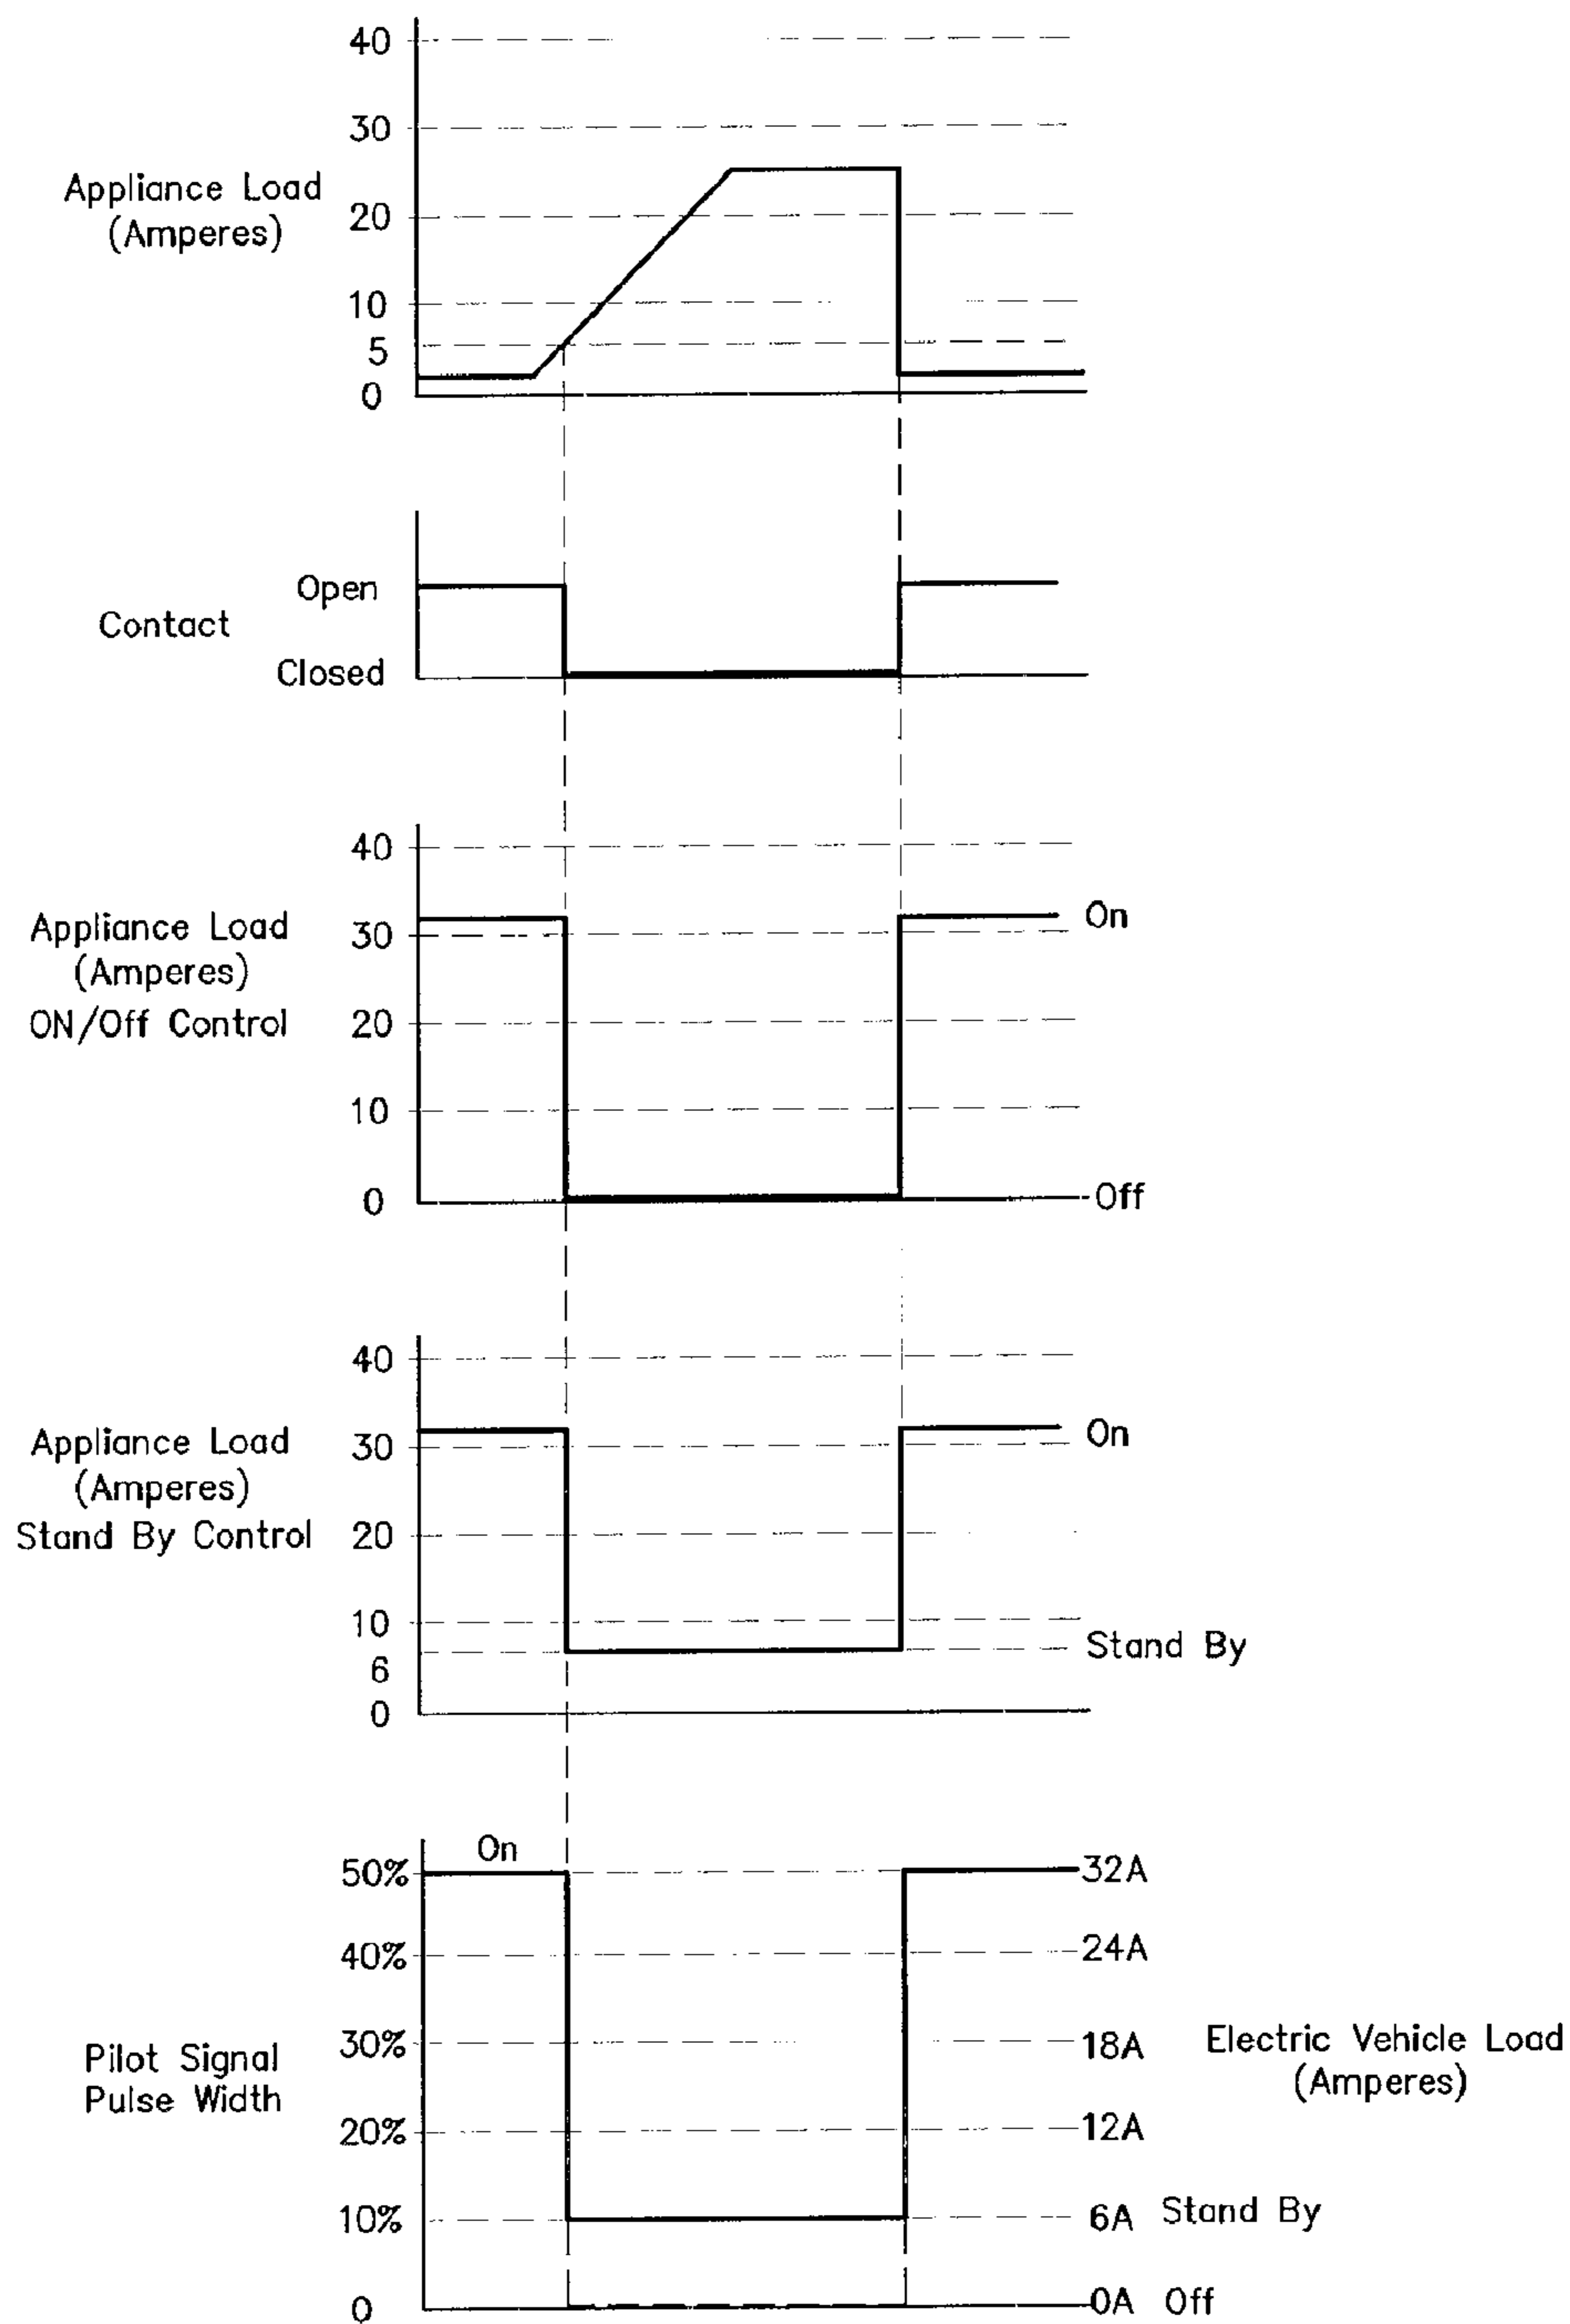 40
30
Appliance Load
(Amperes)
20
10
5
0
Open
Contact
Closed
40
Appliance Load
(Amperes)
ON/Off Control
30
On
20
10
0
Off
40
Appliance Load
(Amperes)
Stand By Control
30
On
20
10
Stand By
6
0
On
50%
32A
40%
24A
Pilot Signal
Pulse Width
30%
18A
Electric Vehicle Load
(Amperes)
20%
12A
10%
6A Stand By
0
0A Off